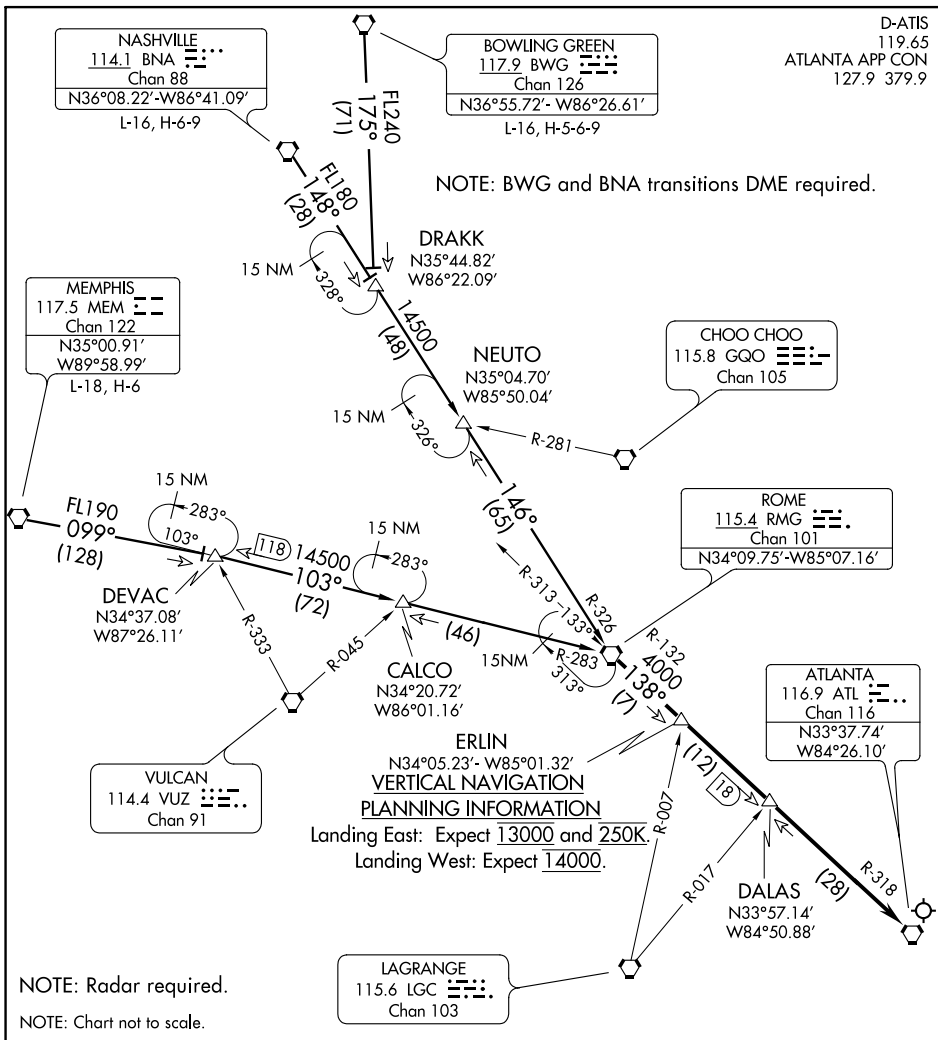 D-ATIS
119.65
ATLANTA APP CON
127.9 379.9
NASHVILLE
114.1 BNA
Chan 88
N36°08.22'-W86°41.09'
L-16, H-6-9
BOWLING GREEN
117.9 BWG
Chan 126
N36°55.72'- W86°26.61'
L-16, H-5-6-9
FL240
175°
(71)
FL180
148°
(28)
NOTE: BWG and BNA transitions DME required.
DRAKK
N35°44.82'
W86°22.09'
15 NM
328°
14500
(48)
MEMPHIS
117.5 MEM
Chan 122
N35°00.91'
W89°58.99'
L-18, H-6
NEUTO
N35°04.70'
W85°50.04'
15 NM
326°
CHOO CHOO
115.8 GQO
Chan 105
R-281
146°
(65)
15 NM
283°
103°
FL190
099°
(128)
118
14500
103°
(72)
15 NM
283°
DEVAC
N34°37.08'
W87°26.11'
R-333
R-045
CALCO
N34°20.72'
W86°01.16'
(46)
R-313
133°
R-326
15NM
R-283
313°
ROME
115.4 RMG
Chan 101
N34°09.75'-W85°07.16'
R-132
4000
138°
(7)
ATLANTA
116.9 ATL
Chan 116
N33°37.74'
W84°26.10'
VULCAN
114.4 VUZ
Chan 91
ERLIN
N34°05.23'- W85°01.32'
VERTICAL NAVIGATION
PLANNING INFORMATION
Landing East: Expect 13000 and 250K.
Landing West: Expect 14000.
(12)
18
R-007
R-017
DALAS
N33°57.14'
W84°50.88'
(28)
R-318
LAGRANGE
115.6 LGC
Chan 103
NOTE: Radar required.
NOTE: Chart not to scale.